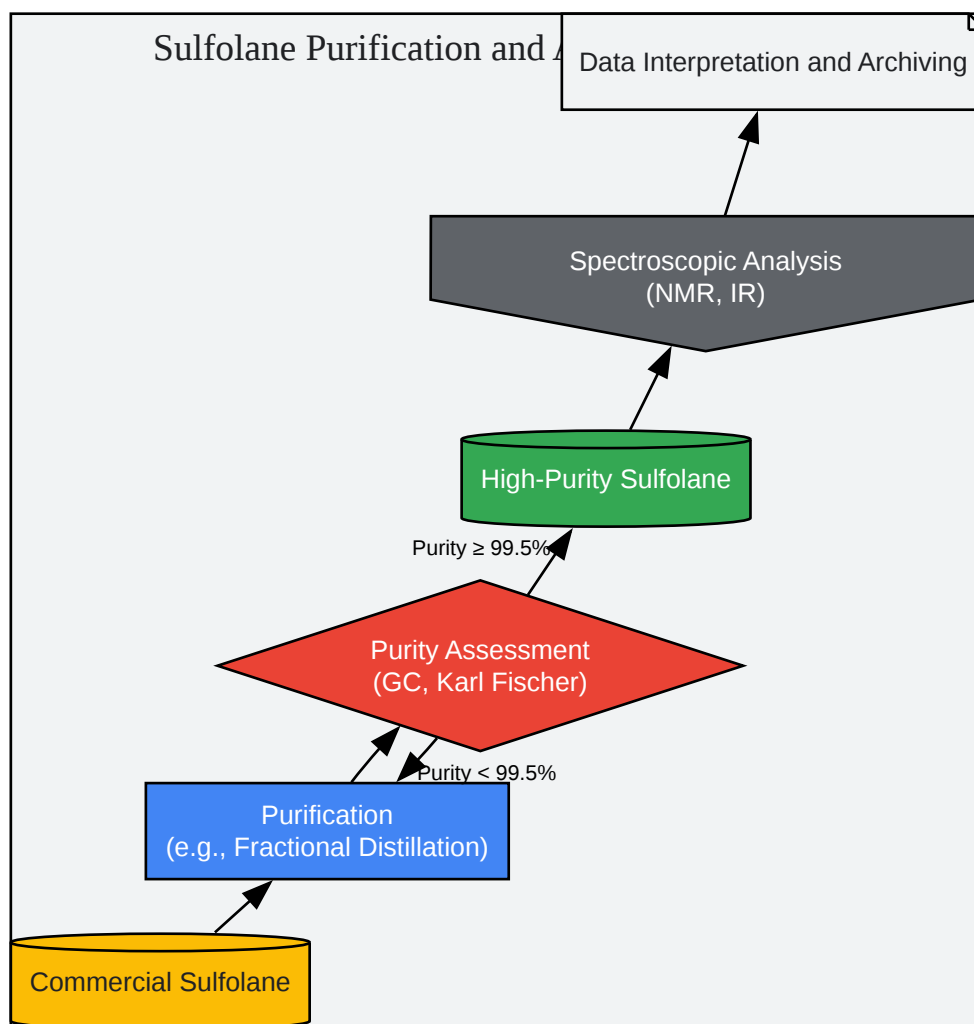 Sulfolane Purification and
Data Interpretation and Archiving
Spectroscopic Analysis
(NMR, IR)
High-Purity Sulfolane
Purity ≥ 99.5%
Purity Assessment
(GC, Karl Fischer)
Purity < 99.5%
Purification
(e.g., Fractional Distillation)
Commercial Sulfolane